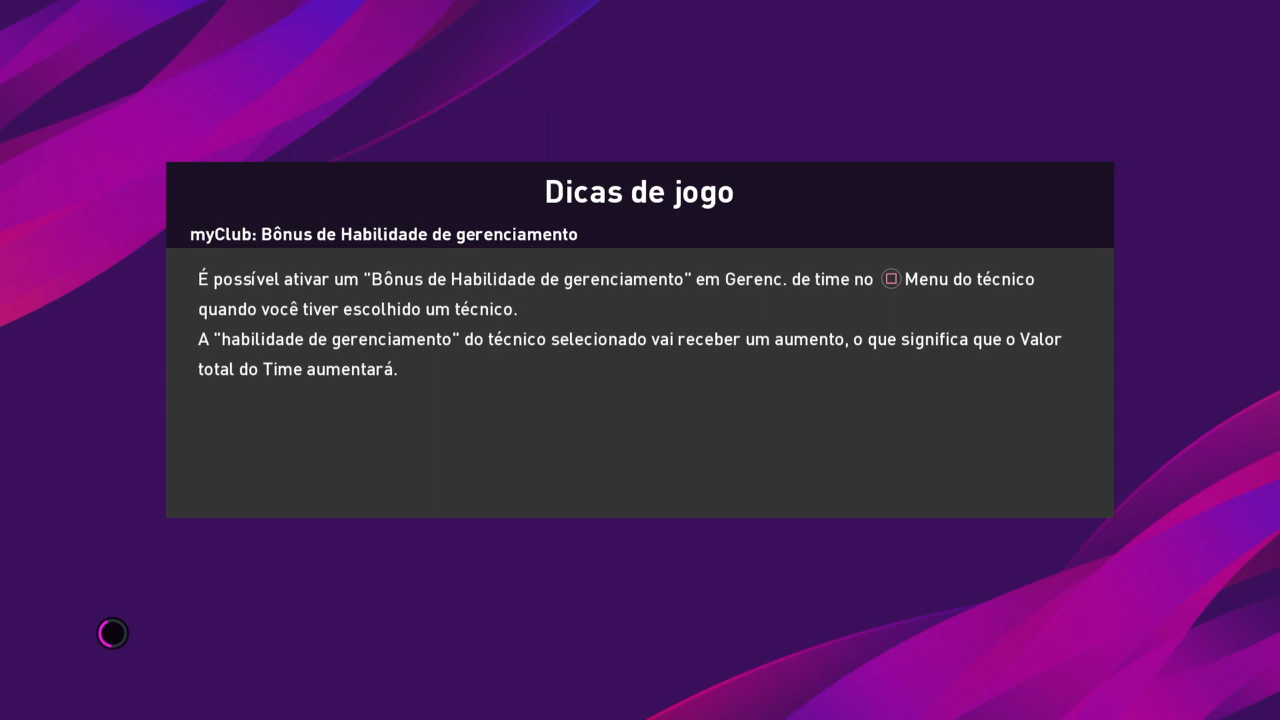 Dicas de jogo
myClub: Bônus de Habilidade de gerenciamento
É possível ativar um "Bônus de Habilidade de gerenciamento" em Gerenc. de time no Menu do técnico
quando você tiver escolhido um técnico.
A "habilidade de gerenciamento" do técnico selecionado vai receber um aumento, o que significa que o Valor
total do Time aumentará.